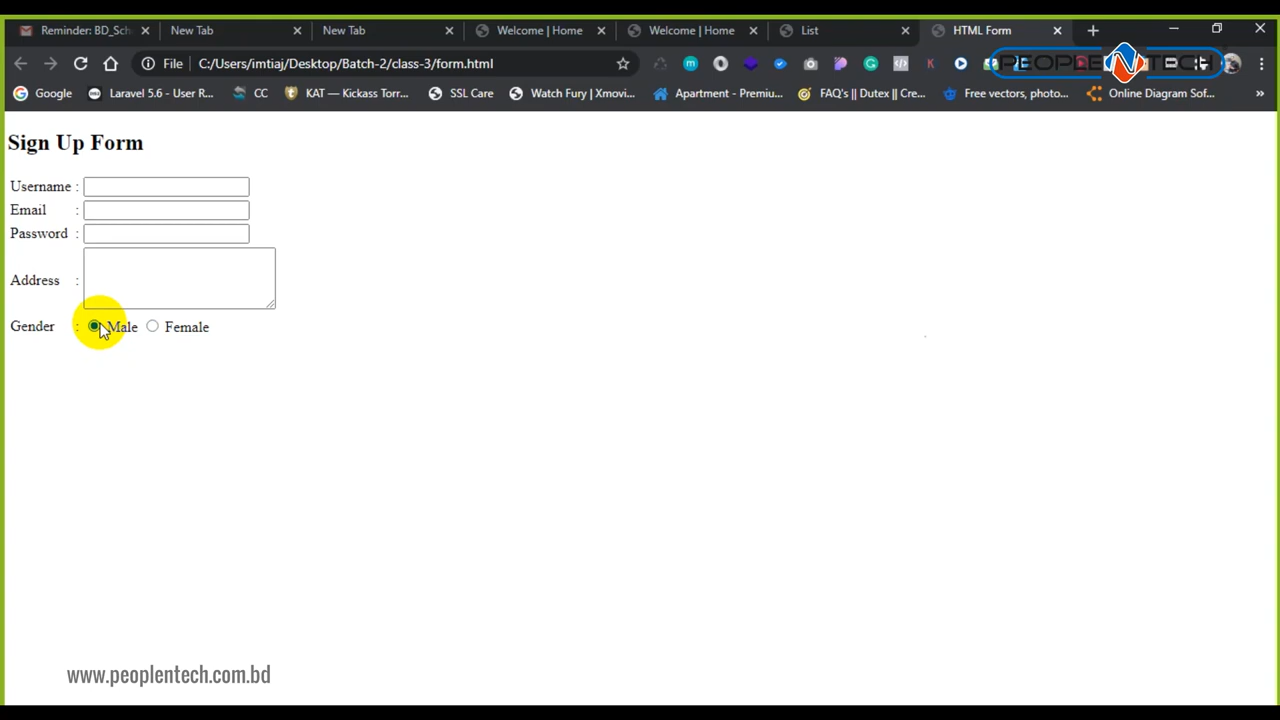 Reminder: BD_Sch
New Tab
New Tab
Welcome | Home
Welcome | Home
List
HTML Form
File
C:/Users/imtiaj/Desktop/Batch-2/class-3/form.html
PEOPLE N TECH
Google
Laravel 5.6 - User R...
CC
KAT — Kickass Torr...
SSL Care
Watch Fury | Xmovi...
Apartment - Premiu...
FAQ's || Dutex || Cre...
Free vectors, photo...
Online Diagram Sof...
»
Sign Up Form
Username :
Email :
Password :
Address :
Gender : Male Female
www.peoplentech.com.bd